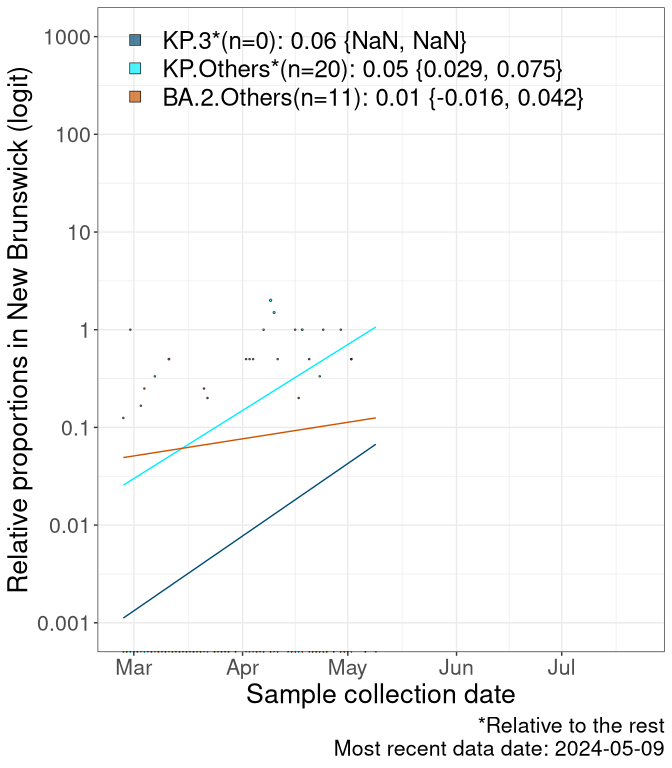 KP.3*(n=0): 0.06 {NaN, NaN}
KP.Others*(n=20): 0.05 {0.029, 0.075}
BA.2.Others(n=11): 0.01 {-0.016, 0.042}
Relative proportions in New Brunswick (logit)
1000
100
10
1
0.1
0.01
0.001
Mar Apr May Jun Jul
Sample collection date
*Relative to the rest
Most recent data date: 2024-05-09